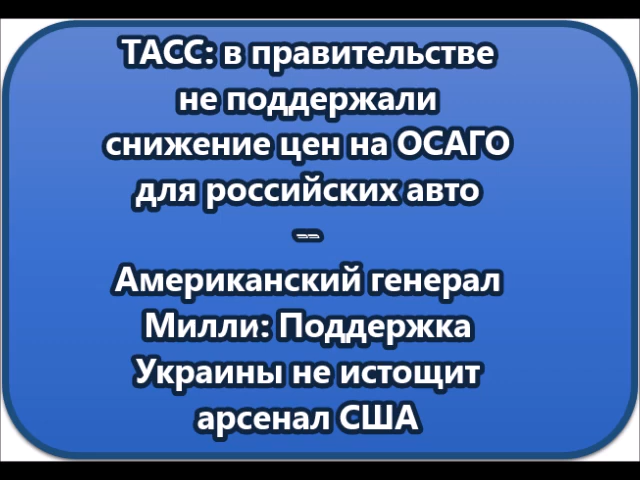 ТАСС: в правительстве
не поддержали
снижение цен на ОСАГО
для российских авто
--
Американский генерал
Милли: Поддержка
Украины не истощит
арсенал США